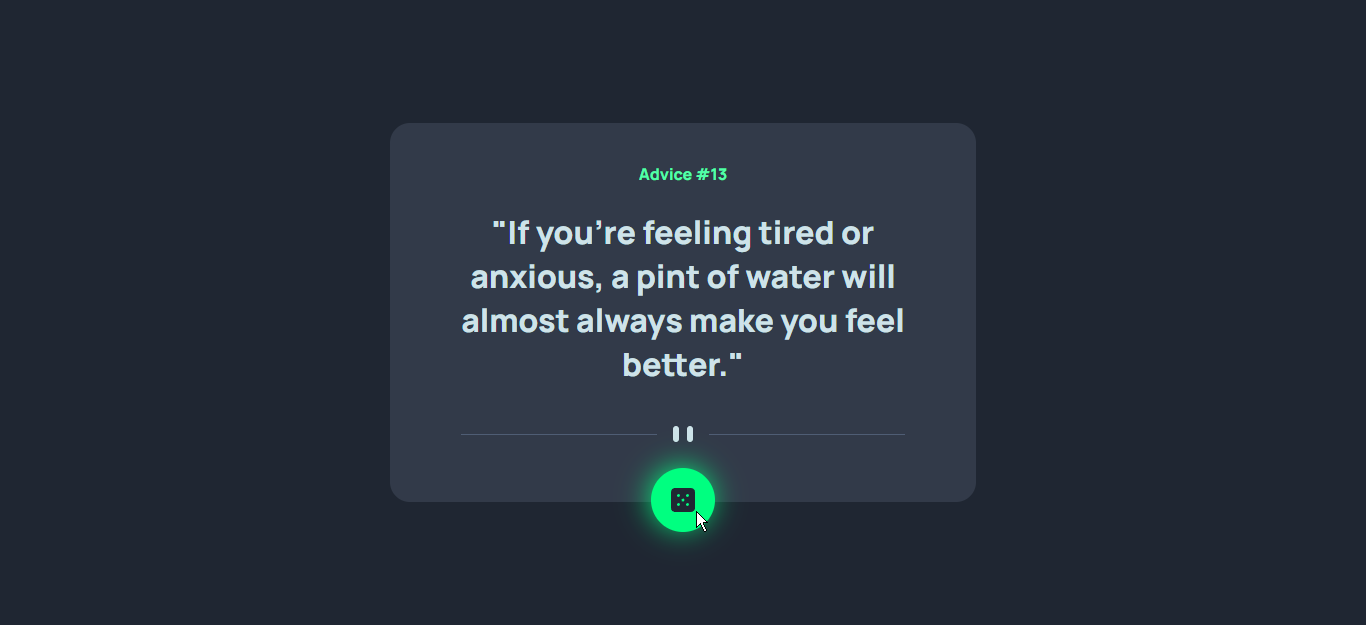 Advice #13
"If you’re feeling tired or
anxious, a pint of water will
almost always make you feel
better."